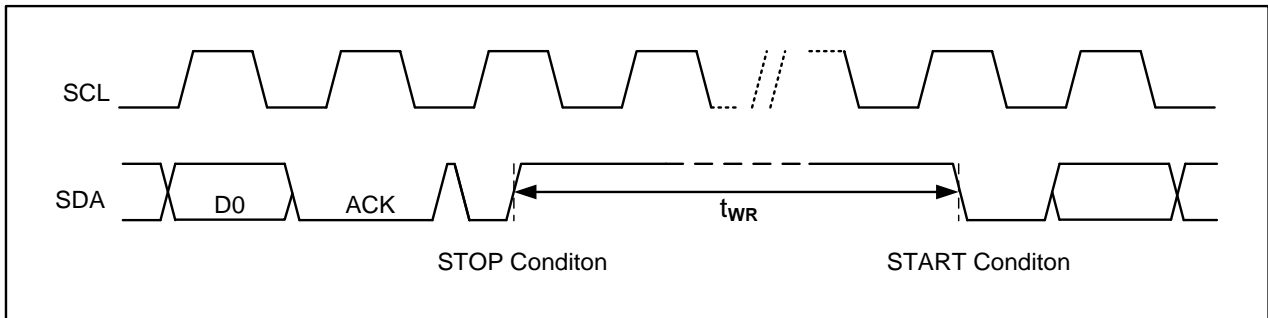 SCL
SDA
D0
ACK
tWR
STOP Conditon
START Conditon